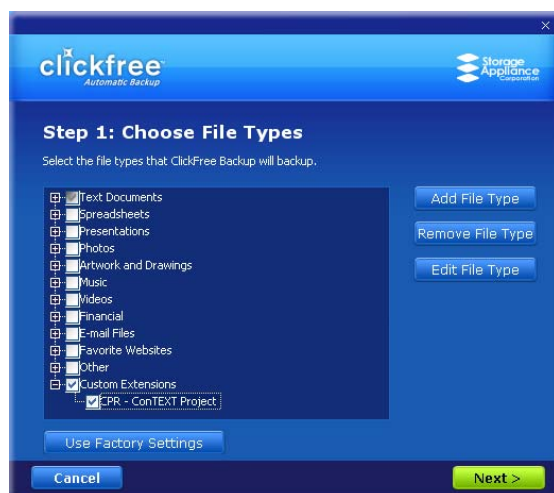 clickfree
Automatic Backup
Storage
Appliance
Corporation
Step 1: Choose File Types
Select the file types that ClickFree Backup will backup.
Text Documents
Spreadsheets
Presentations
Photos
Artwork and Drawings
Music
Videos
Financial
E-mail Files
Favorite Websites
Other
Custom Extensions
CPR - ConTEXT Project
Add File Type
Remove File Type
Edit File Type
Use Factory Settings
Cancel
Next >